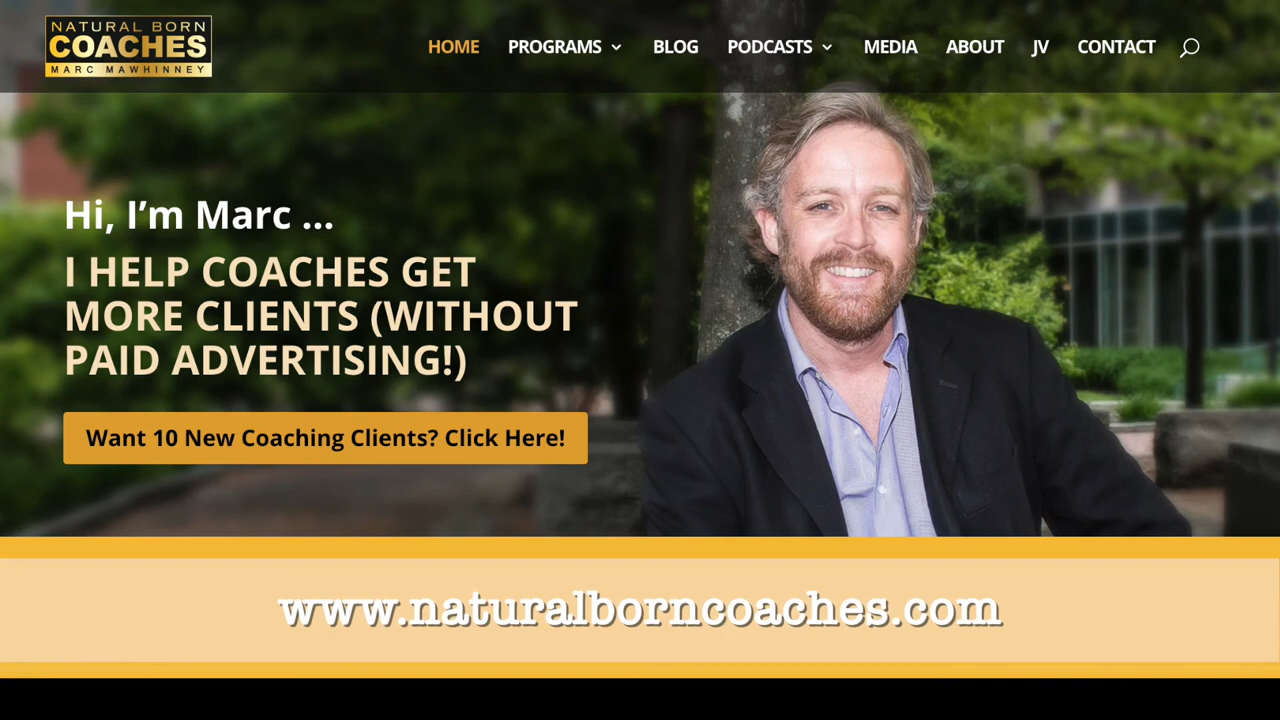 NATURAL BORN
COACHES
MARC MAWHINNEY
HOME PROGRAMS BLOG PODCASTS MEDIA ABOUT JV CONTACT
Hi, I’m Marc ...
I HELP COACHES GET
MORE CLIENTS (WITHOUT
PAID ADVERTISING!)
Want 10 New Coaching Clients? Click Here!
www.naturalborncoaches.com